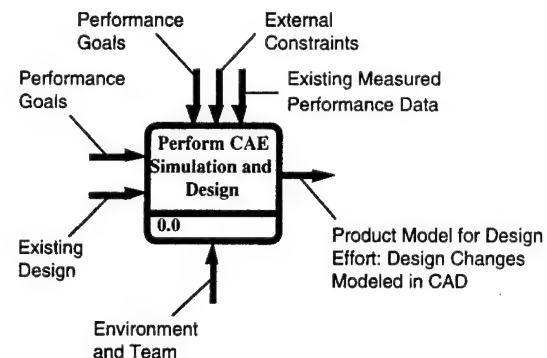 Performance
Goals
External
Constraints
Performance
Goals
Existing Measured
Performance Data
Perform CAE
Simulation and
Design
0.0
Existing
Design
Product Model for Design
Effort: Design Changes
Modeled in CAD
Environment
and Team